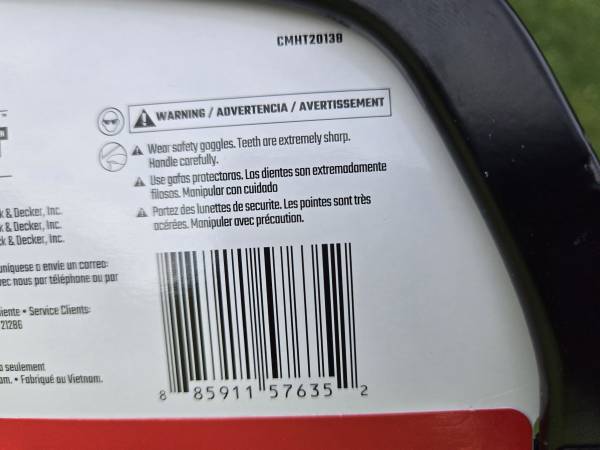 CMHT20138
TM
WARNING / ADVERTENCIA / AVERTISSEMENT
Wear safety goggles. Teeth are extremely sharp.
Handle carefully.
Use gafas protectoras. Los dientes son extremadamente
filosos. Manipular con cuidado
Portez des lunettes de securite. Les pointes sont très
acérées. Manipuler avec précaution.
k & Decker, Inc.
k & Decker, Inc.
k & Decker, Inc.
uníquese o envíe un correo:
vec nous par téléphone ou par
iente • Service Clients:
21286
seulement
am. • Fabriqué au Vietnam.
8 85911 57635 2